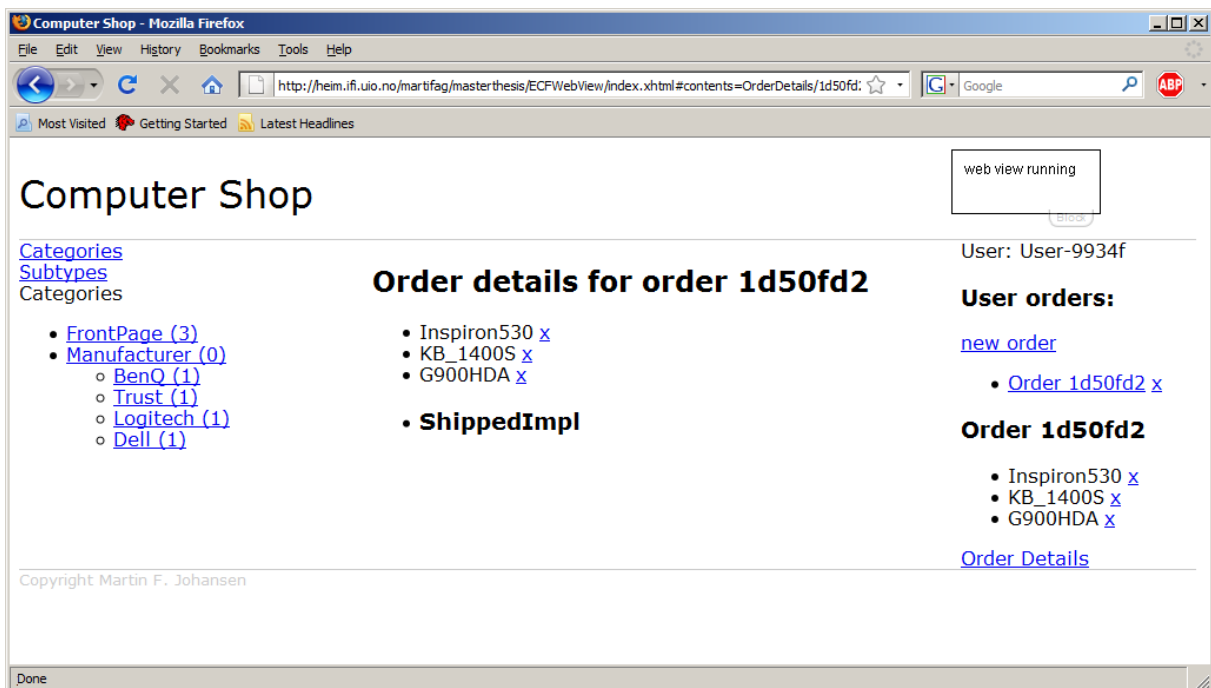 Computer Shop - Mozilla Firefox
File Edit View History Bookmarks Tools Help
http://heim.ifi.uio.no/martifag/masterthesis/ECFWebView/index.xhtml#contents=OrderDetails/1d50fd: G Google ABP
Most Visited Getting Started Latest Headlines
web view running
Computer Shop
Block
Categories
Subtypes
Categories
FrontPage (3)
Manufacturer (0)
BenQ (1)
Trust (1)
Logitech (1)
Dell (1)
Order details for order 1d50fd2
Inspiron530 x
KB_1400S x
G900HDA x
ShippedImpl
User: User-9934f
User orders:
new order
Order 1d50fd2 x
Order 1d50fd2
Inspiron530 x
KB_1400S x
G900HDA x
Order Details
Copyright Martin F. Johansen
Done